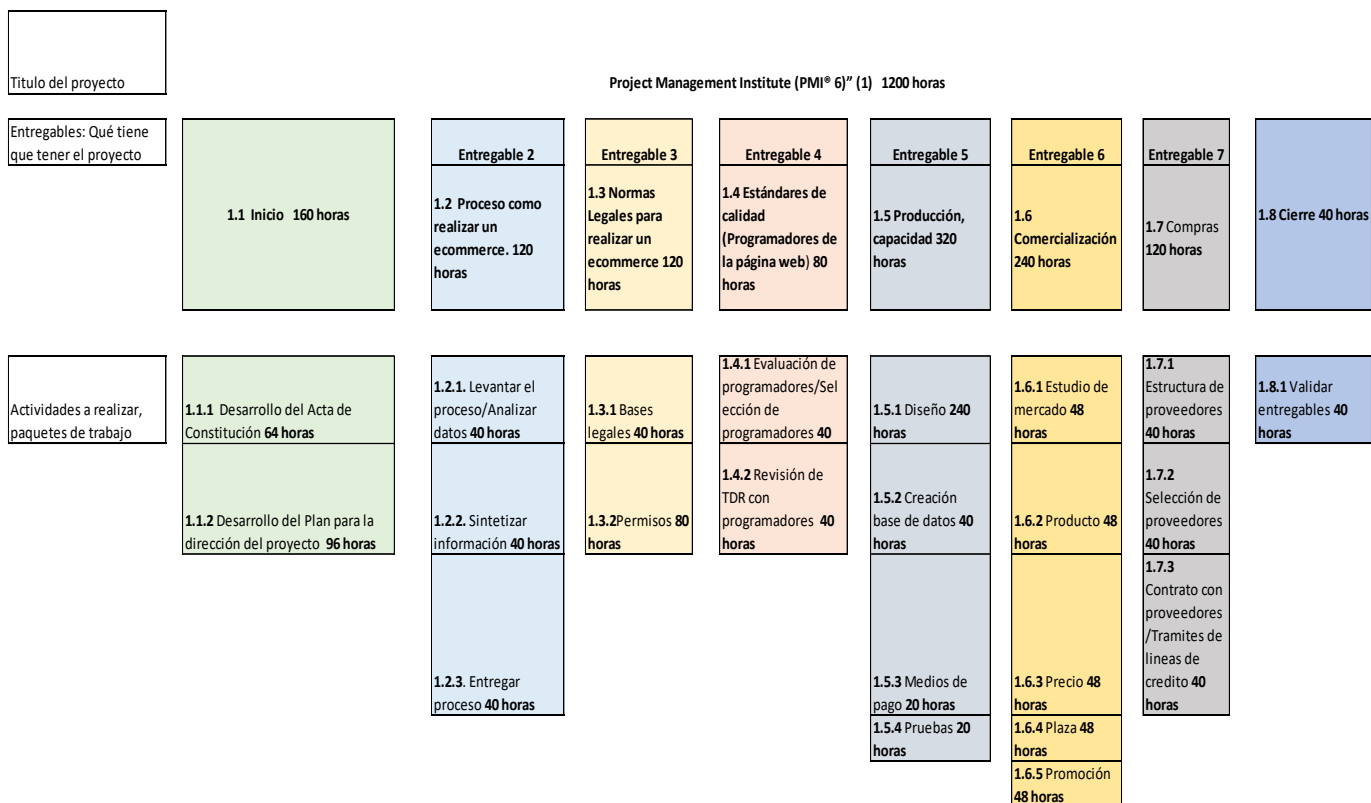 Titulo del proyecto
Project Management Institute (PMI® 6)” (1) 1200 horas
Entregables: Qué tiene
que tener el proyecto
1.1 Inicio 160 horas
Entregable 2
1.2 Proceso como
realizar un
ecommerce. 120
horas
Entregable 3
1.3 Normas
Legales para
realizar un
ecommerce 120
horas
Entregable 4
1.4 Estándares de
calidad
(Programadores de
la página web) 80
horas
Entregable 5
1.5 Producción,
capacidad 320
horas
Entregable 6
1.6
Comercialización
240 horas
Entregable 7
1.7 Compras
120 horas
1.8 Cierre 40 horas
Actividades a realizar,
paquetes de trabajo
1.1.1 Desarrollo del Acta de
Constitución 64 horas
1.1.2 Desarrollo del Plan para la
dirección del proyecto 96 horas
1.2.1. Levantar el
proceso/Analizar
datos 40 horas
1.2.2. Sintetizar
información 40 horas
1.2.3. Entregar
proceso 40 horas
1.3.1 Bases
legales 40 horas
1.3.2Permisos 80
horas
1.4.1 Evaluación de
programadores/Sel
ección de
programadores 40
1.4.2 Revisión de
TDR con
programadores 40
horas
1.5.1 Diseño 240
horas
1.5.2 Creación
base de datos 40
horas
1.5.3 Medios de
pago 20 horas
1.5.4 Pruebas 20
horas
1.6.1 Estudio de
mercado 48
horas
1.6.2 Producto 48
horas
1.6.3 Precio 48
horas
1.6.4 Plaza 48
horas
1.6.5 Promoción
48 horas
1.7.1
Estructura de
proveedores
40 horas
1.7.2
Selección de
proveedores
40 horas
1.7.3
Contrato con
proveedores
/Tramites de
lineas de
credito 40
horas
1.8.1 Validar
entregables 40
horas